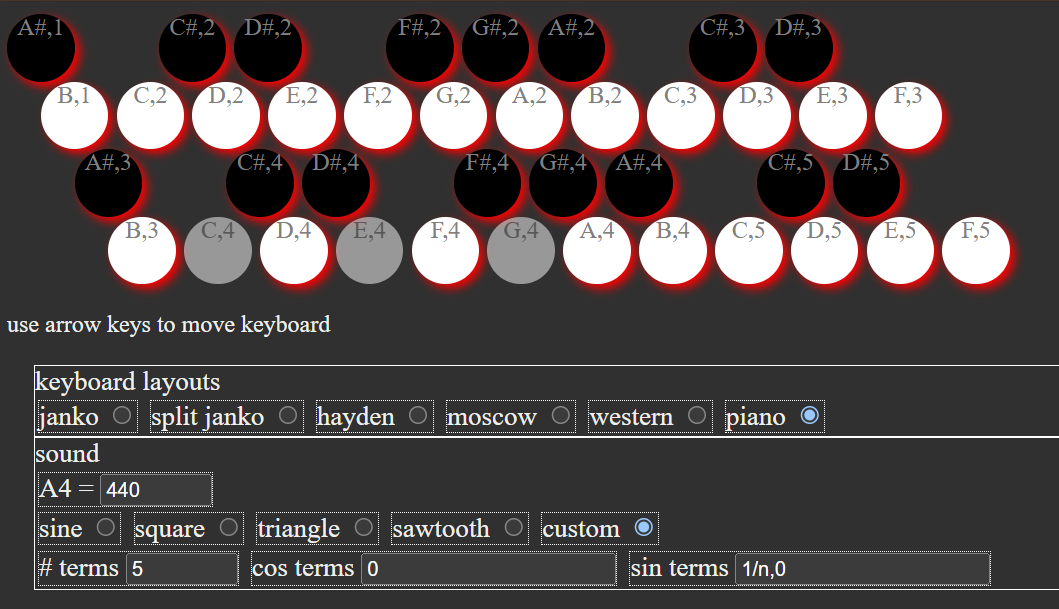 A#,1 C#,2 D#,2 F#,2 G#,2 A#,2 C#,3 D#,3
B,1 C,2 D,2 E,2 F,2 G,2 A,2 B,2 C,3 D,3 E,3 F,3
A#,3 C#,4 D#,4 F#,4 G#,4 A#,4 C#,5 D#,5
B,3 C,4 D,4 E,4 F,4 G,4 A,4 B,4 C,5 D,5 E,5 F,5
use arrow keys to move keyboard
keyboard layouts
janko split janko hayden moscow western piano
sound
A4 = 440
sine square triangle sawtooth custom
# terms 5 cos terms 0 sin terms 1/n,0